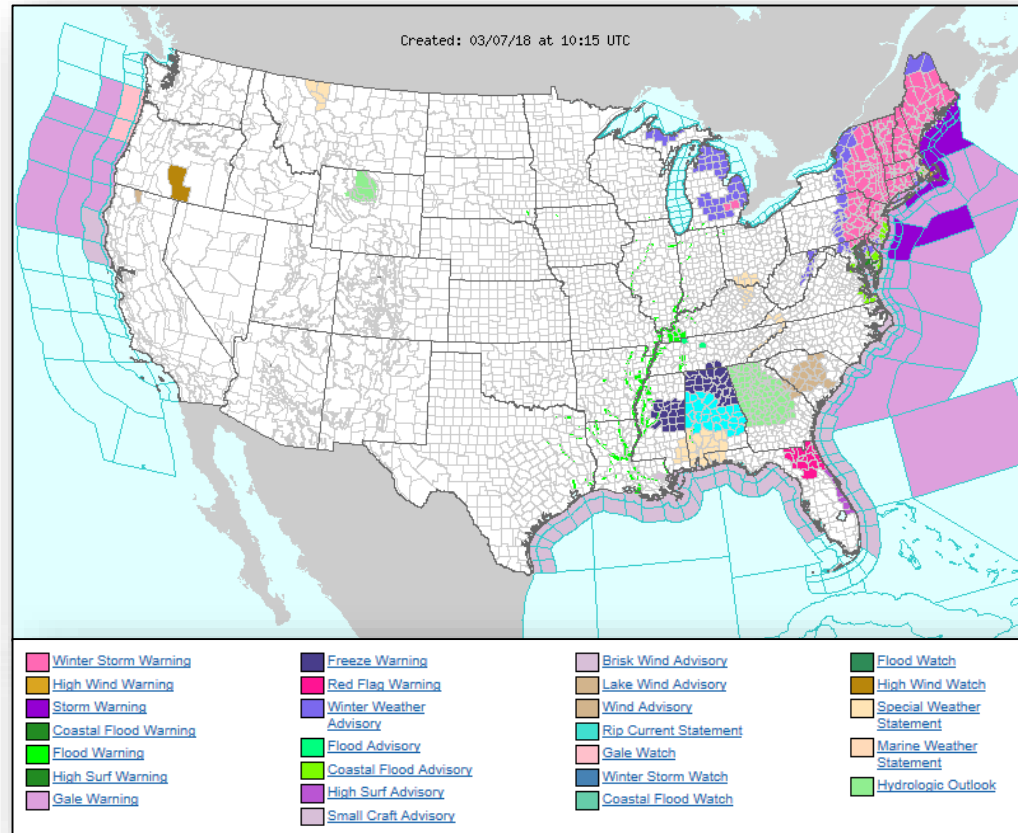 Created: 03/07/18 at 10:15 UTC
Winter Storm Warning
High Wind Warning
Storm Warning
Coastal Flood Warning
Flood Warning
High Surf Warning
Gale Warning
Freeze Warning
Red Flag Warning
Winter Weather
Advisory
Flood Advisory
Coastal Flood Advisory
High Surf Advisory
Small Craft Advisory
Brisk Wind Advisory
Lake Wind Advisory
Wind Advisory
Rip Current Statement
Gale Watch
Winter Storm Watch
Coastal Flood Watch
Flood Watch
High Wind Watch
Special Weather
Statement
Marine Weather
Statement
Hydrologic Outlook